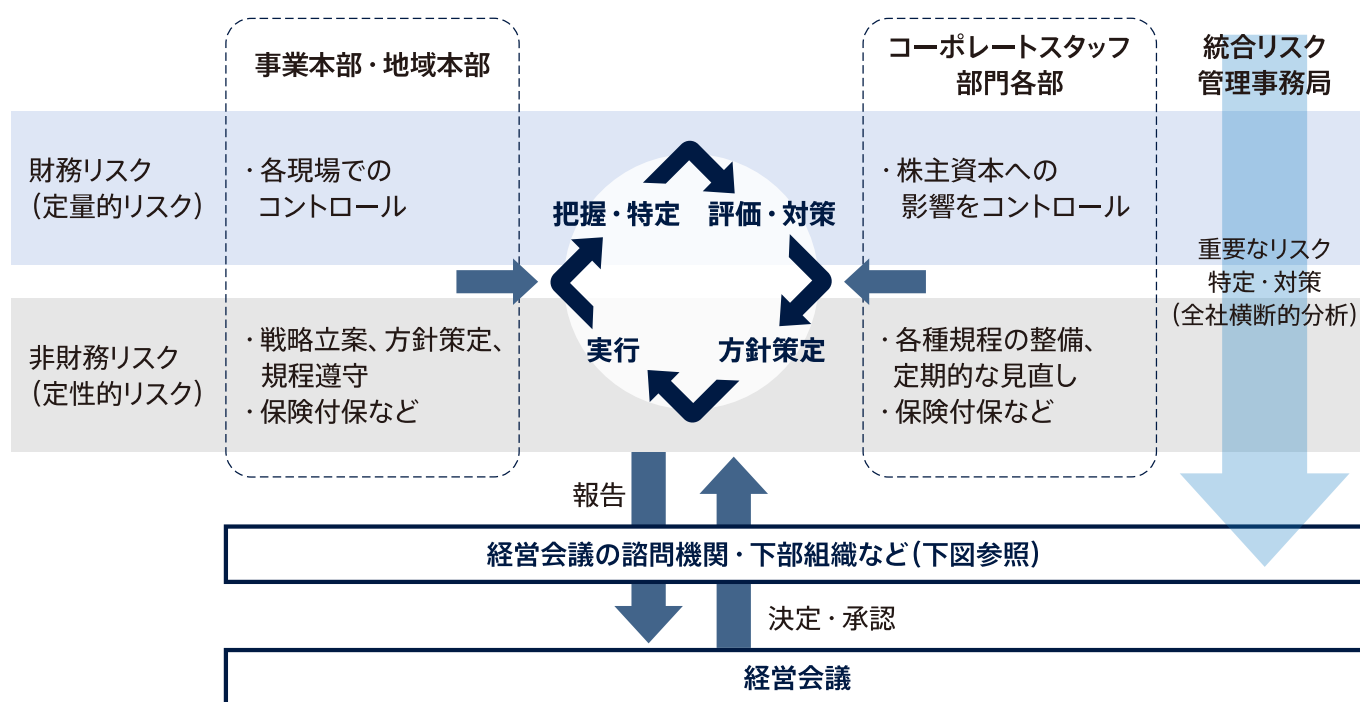 事業本部・地域本部
コーポレートスタッフ
部門各部
統合リスク
管理事務局
財務リスク
（定量的リスク）
・各現場での
コントロール
把握・特定
評価・対策
・株主資本への
影響をコントロール
重要なリスク
特定・対策
（全社横断的分析）
非財務リスク
（定性的リスク）
・戦略立案、方針策定、
規程遵守
・保険付保など
実行
方針策定
・各種規程の整備、
定期的な見直し
・保険付保など
報告
経営会議の諮問機関・下部組織など（下図参照）
決定・承認
経営会議